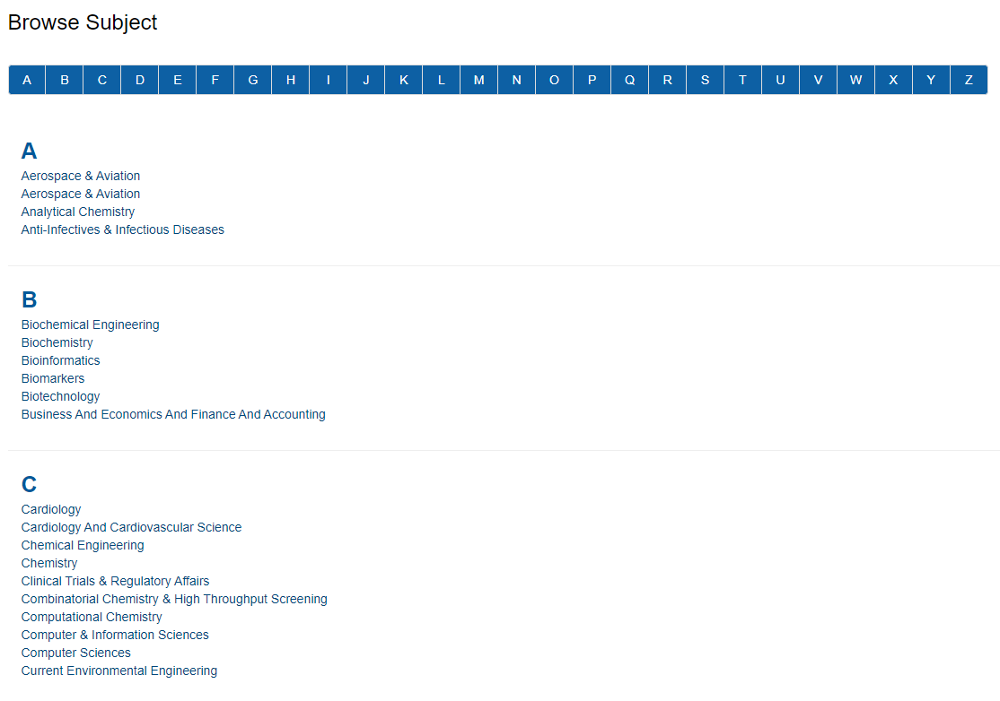 Browse Subject
A B C D E F G H I J K L M N O P Q R S T U V W X Y Z
A
Aerospace & Aviation
Aerospace & Aviation
Analytical Chemistry
Anti-Infectives & Infectious Diseases
B
Biochemical Engineering
Biochemistry
Bioinformatics
Biomarkers
Biotechnology
Business And Economics And Finance And Accounting
C
Cardiology
Cardiology And Cardiovascular Science
Chemical Engineering
Chemistry
Clinical Trials & Regulatory Affairs
Combinatorial Chemistry & High Throughput Screening
Computational Chemistry
Computer & Information Sciences
Computer Sciences
Current Environmental Engineering